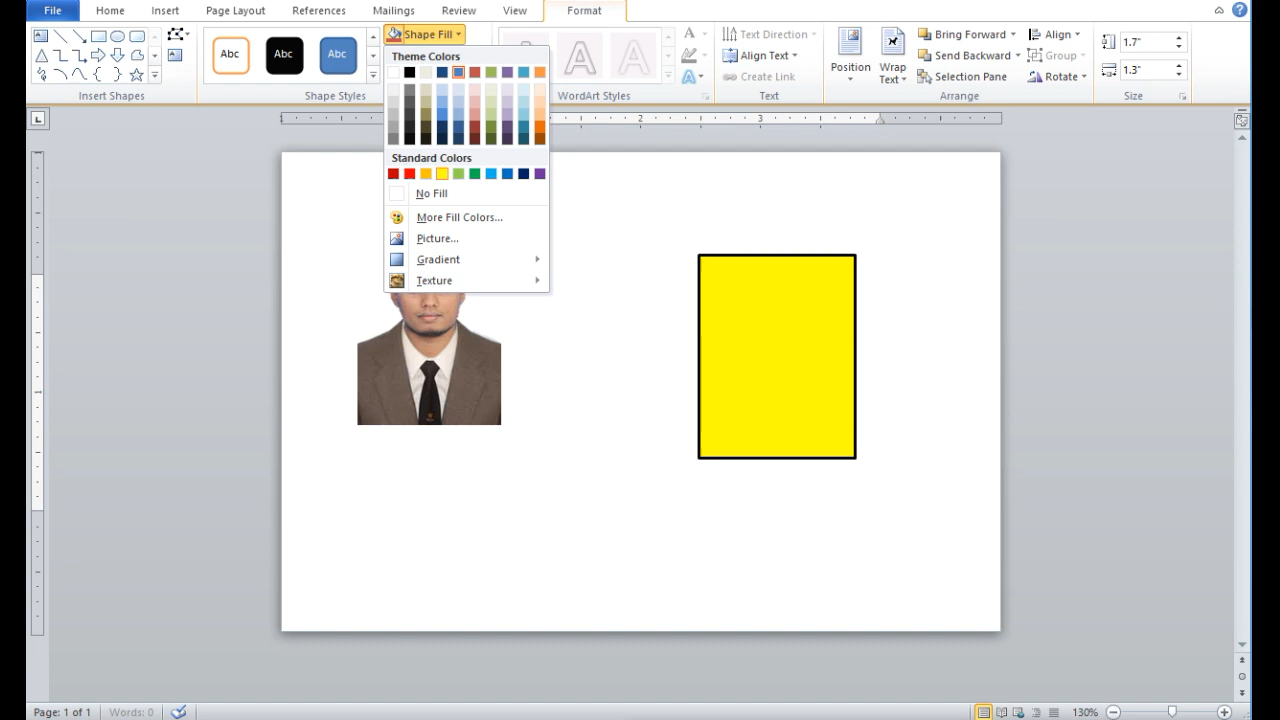 File Home Insert Page Layout References Mailings Review View Format
Abc Abc Abc
Shape Fill
Theme Colors
Standard Colors
No Fill
More Fill Colors...
Picture...
Gradient
Texture
A A A
Text Direction
Align Text
Create Link
Position
Wrap Text
Bring Forward
Send Backward
Selection Pane
Align
Group
Rotate
1.7"
1.3"
Insert Shapes Shape Styles WordArt Styles Text Arrange Size
1 2 3
Page: 1 of 1 Words: 0 130%